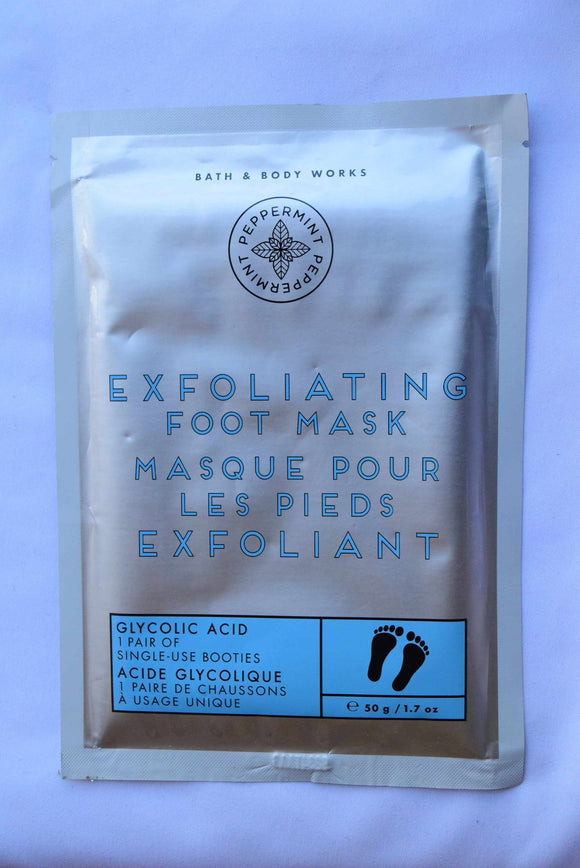 BATH & BODY WORKS
PEPPERMINT PEPPERMINT
EXFOLIATING
FOOT MASK
MASQUE POUR
LES PIEDS
EXFOLIANT
GLYCOLIC ACID
1 PAIR OF
SINGLE-USE BOOTIES
ACIDE GLYCOLIQUE
1 PAIRE DE CHAUSSONS
À USAGE UNIQUE
℮ 50 g / 1.7 oz